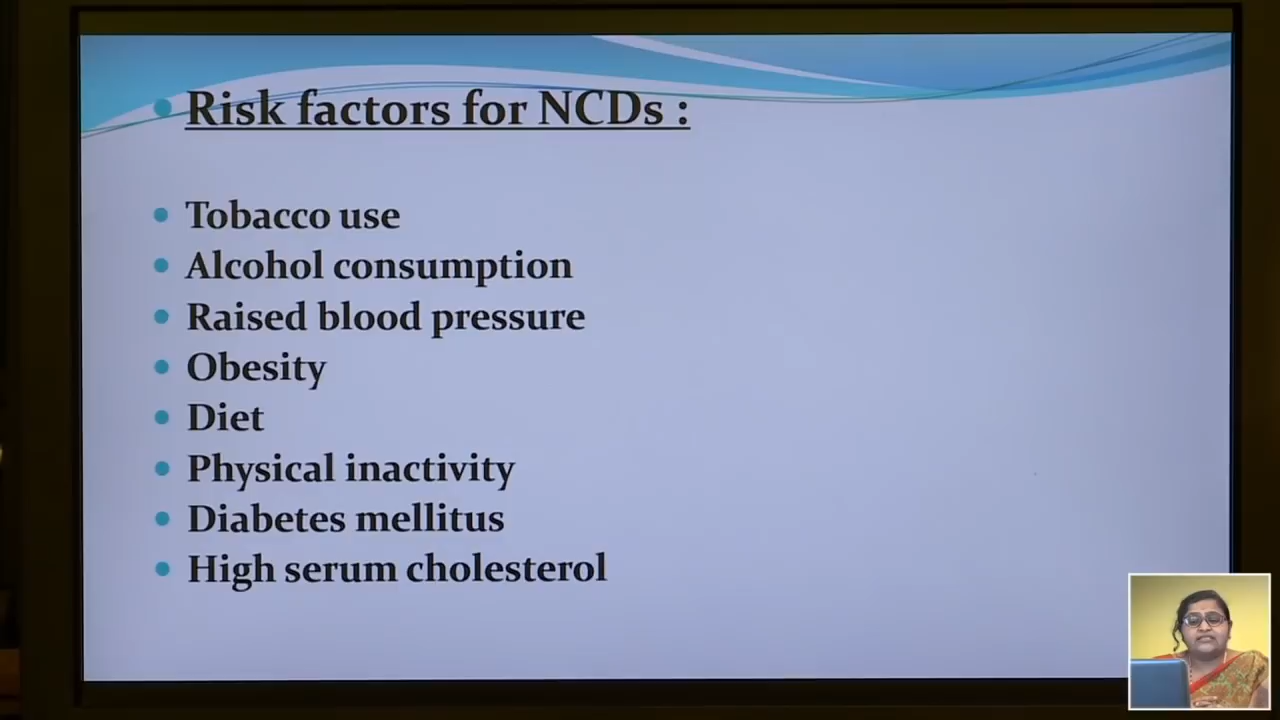 Risk factors for NCDs :
Tobacco use
Alcohol consumption
Raised blood pressure
Obesity
Diet
Physical inactivity
Diabetes mellitus
High serum cholesterol